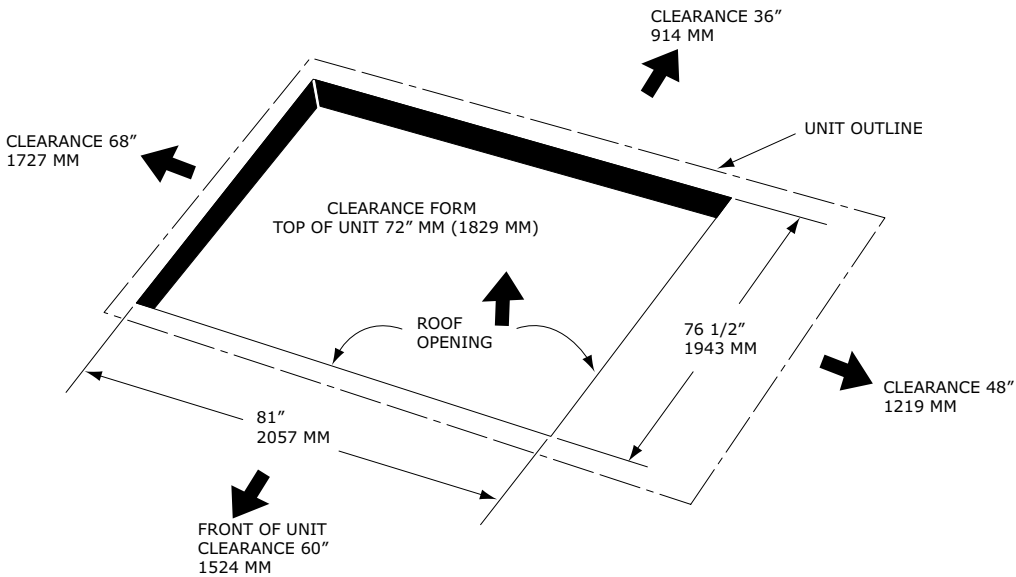 CLEARANCE 36”
914 MM
UNIT OUTLINE
CLEARANCE 68”
1727 MM
CLEARANCE FORM
TOP OF UNIT 72” MM (1829 MM)
ROOF
OPENING
76 1/2”
1943 MM
CLEARANCE 48”
1219 MM
81”
2057 MM
FRONT OF UNIT
CLEARANCE 60”
1524 MM